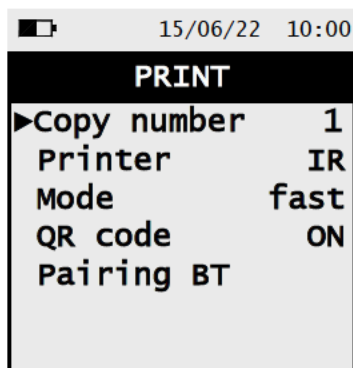 15/06/22 10:00
PRINT
►Copy number 1
Printer IR
Mode fast
QR code ON
Pairing BT